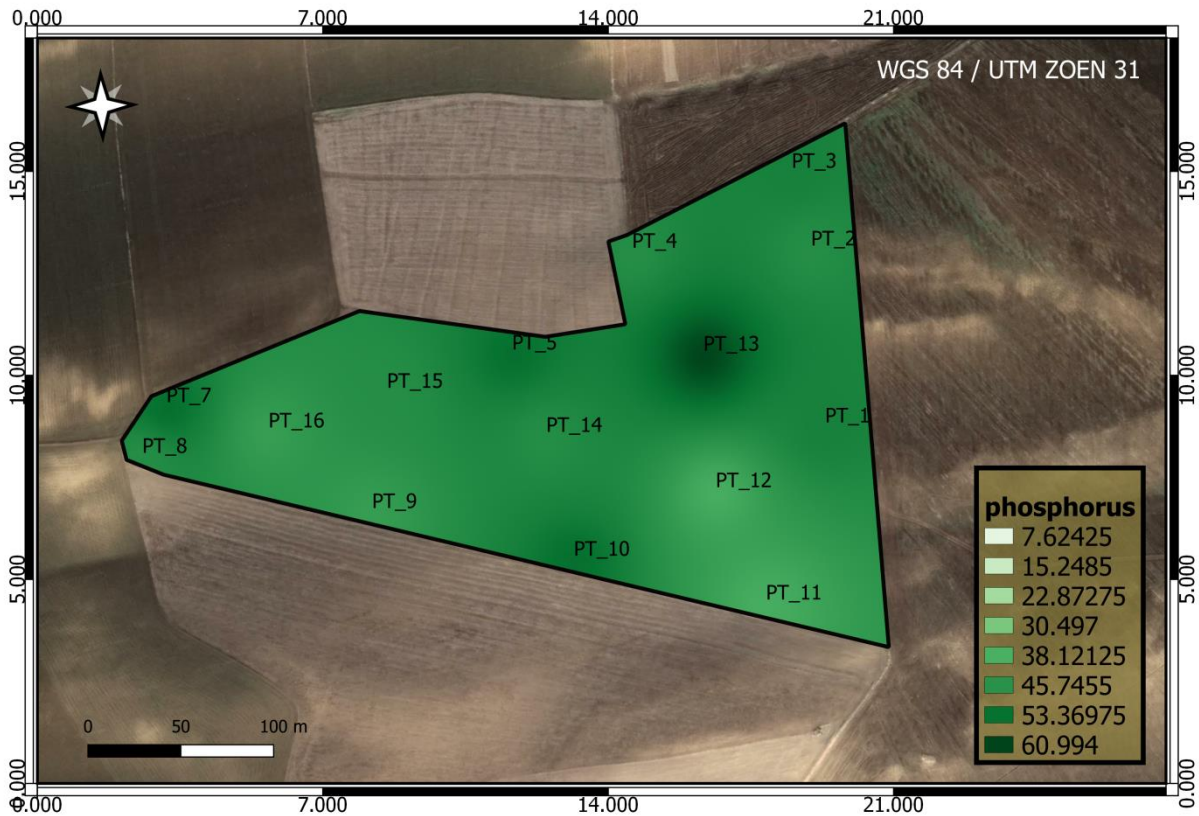 0.000 7.000 14.000 21.000
WGS 84 / UTM ZOEN 31
PT_3
15.000 15.000
PT_4 PT_2
PT_5 PT_13
10.000 10.000
PT_15
PT_7
PT_16 PT_14 PT_1
PT_8
PT_12
PT_9
phosphorus
7.62425
PT_10
15.2485
5.000 5.000
PT_11
22.87275
30.497
38.12125
45.7455
53.36975
60.994
0 50 100 m
0.000 0.000
0.000 7.000 14.000 21.000